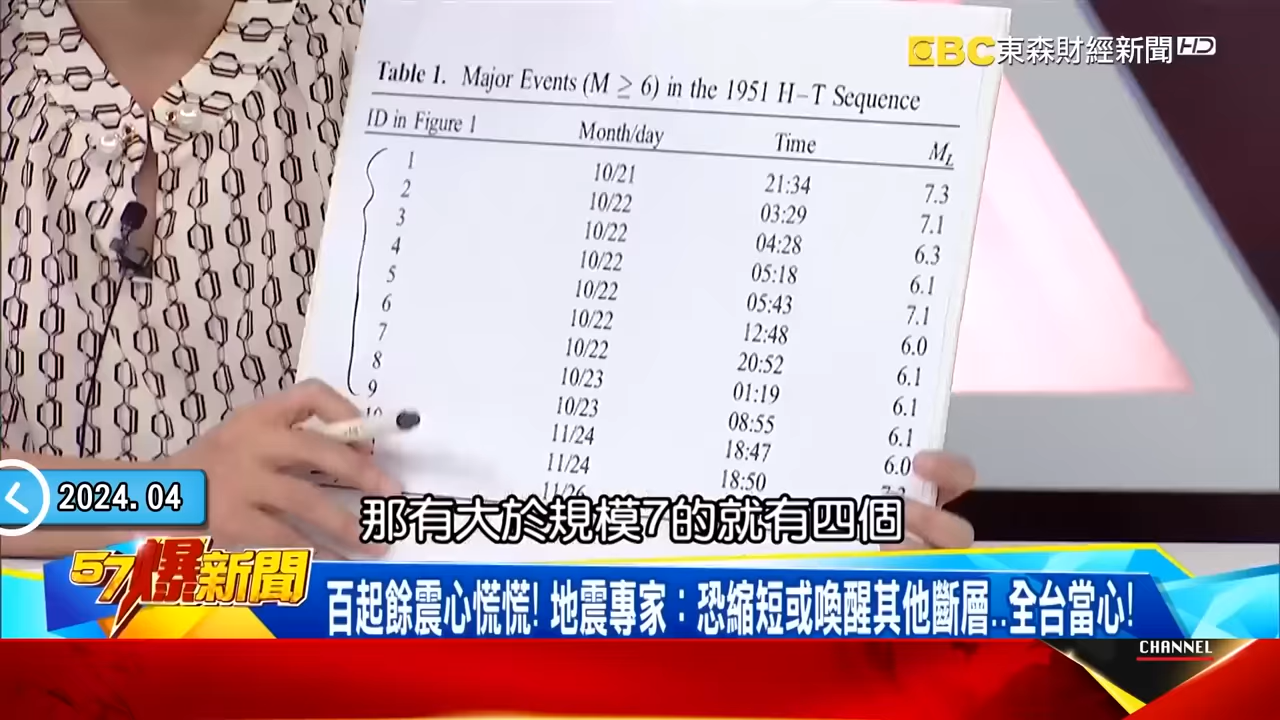 EBC東森財經新聞HD
Table 1. Major Events (M ≥ 6) in the 1951 H–T Sequence
ID in Figure 1 Month/day Time M_L
1 10/21 21:34 7.3
2 10/22 03:29 7.1
3 10/22 04:28 6.3
4 10/22 05:18 6.1
5 10/22 05:43 7.1
6 10/22 12:48 6.0
7 10/22 20:52 6.1
8 10/23 01:19 6.1
9 10/23 08:55 6.1
10 11/24 18:47 6.0
11/24 18:50
2024.04
那有大於規模7的就有四個
57爆新聞
百起餘震心慌慌!地震專家：恐縮短或喚醒其他斷層..全台當心!
CHANNEL